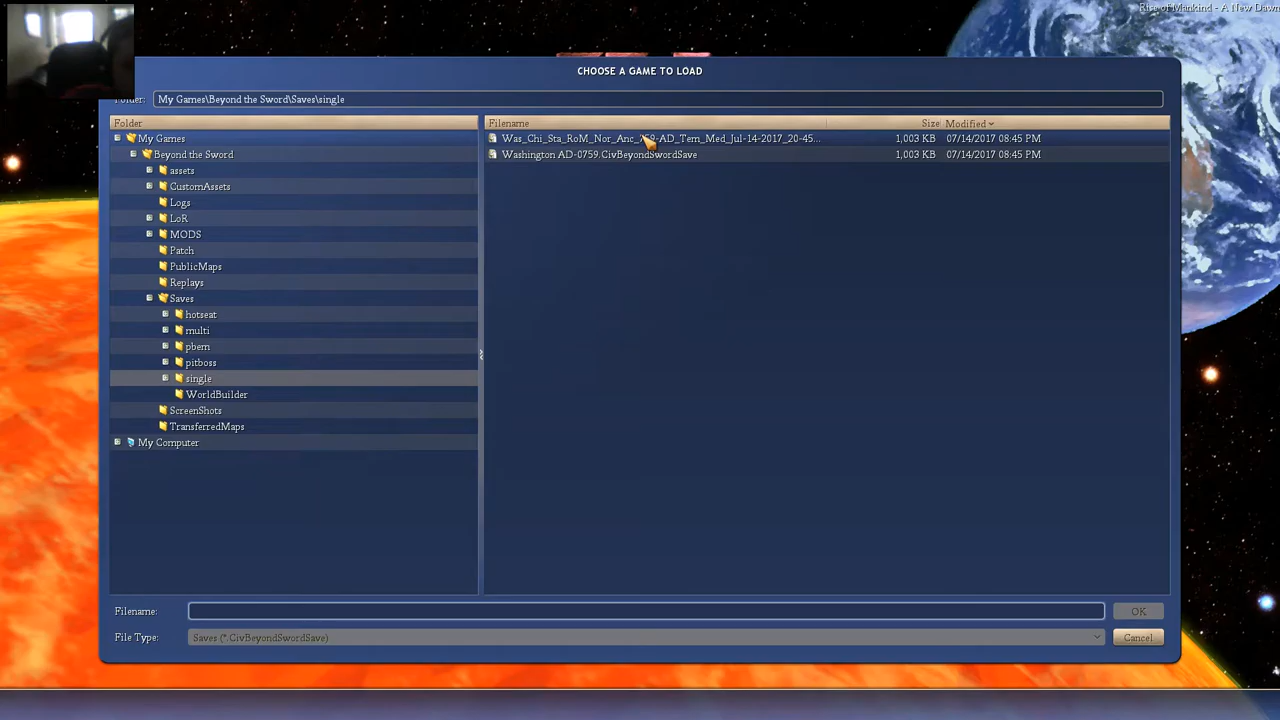 Rise of Mankind - A New Dawn
CHOOSE A GAME TO LOAD
Folder: My Games\Beyond the Sword\Saves\single
Folder
My Games
Beyond the Sword
assets
CustomAssets
Logs
LoR
MODS
Patch
PublicMaps
Replays
Saves
hotseat
multi
pbem
pitboss
single
WorldBuilder
ScreenShots
TransferredMaps
My Computer
Filename Size Modified
Was_Chi_Sta_RoM_Nor_Anc_759-AD_Tem_Med_Jul-14-2017_20-45... 1,003 KB 07/14/2017 08:45 PM
Washington AD-0759.CivBeyondSwordSave 1,003 KB 07/14/2017 08:45 PM
Filename: OK
File Type: Saves (*.CivBeyondSwordSave) Cancel